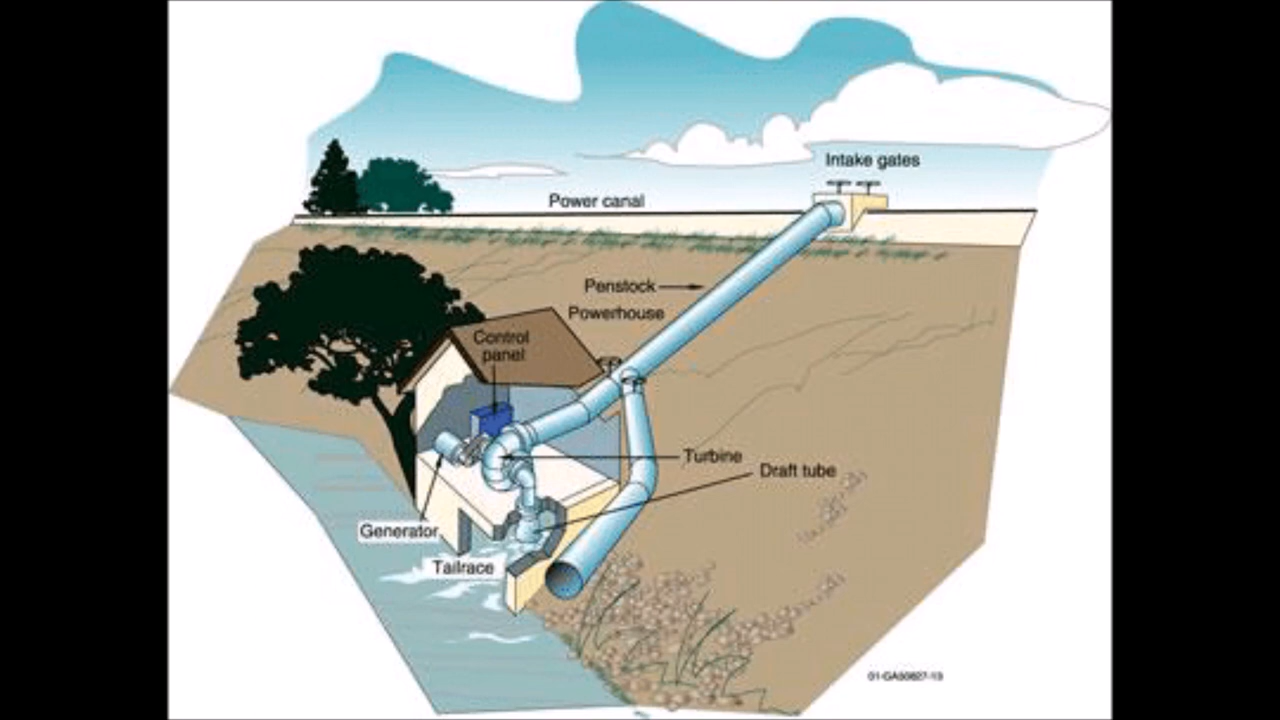 Intake gates
Power canal
Penstock
Powerhouse
Control
panel
Turbine
Draft tube
Generator
Tailrace